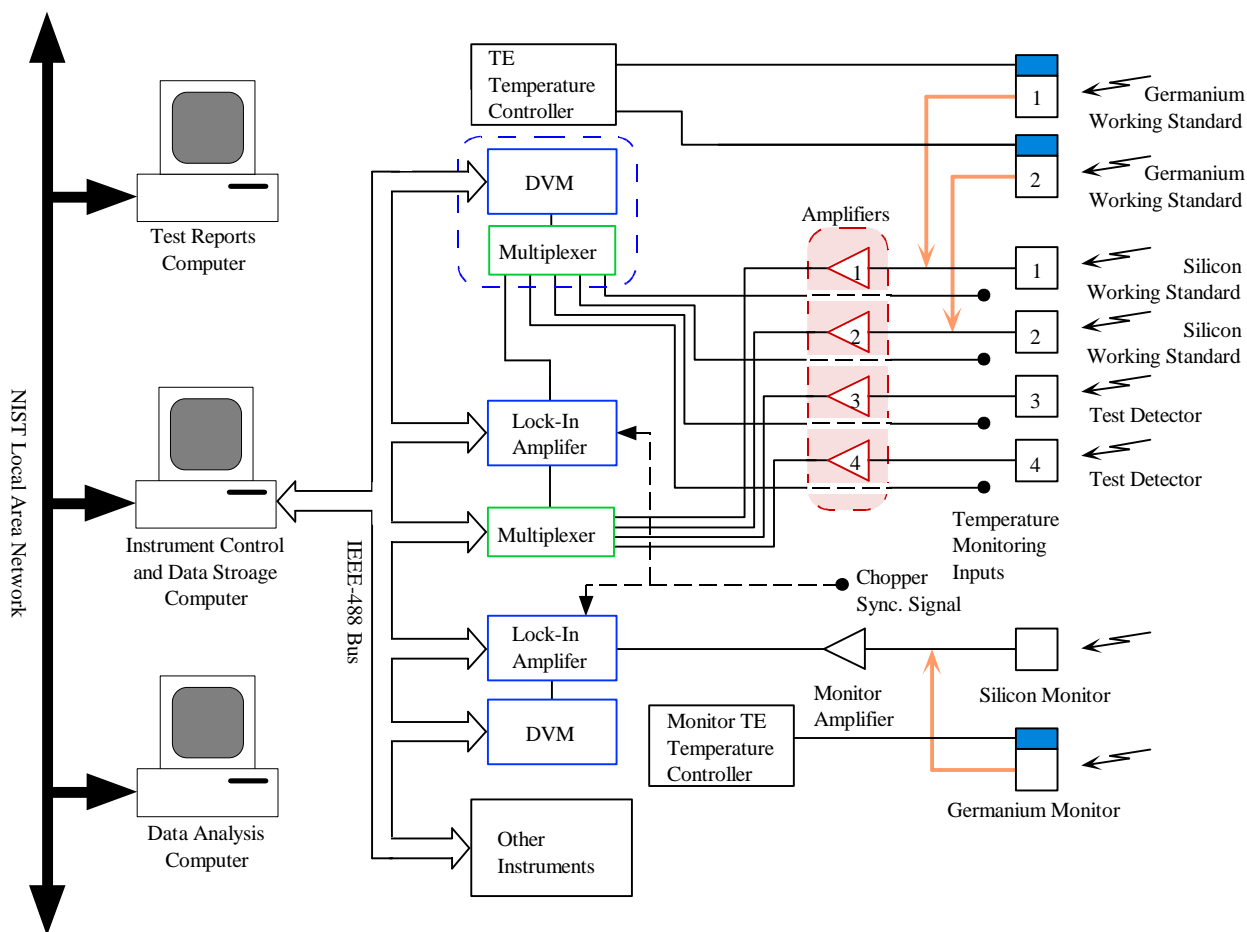 NIST Local Area Network
Test Reports
Computer
Instrument Control
and Data Stroage
Computer
Data Analysis
Computer
IEEE-488 Bus
TE
Temperature
Controller
DVM
Multiplexer
Lock-In
Amplifer
Multiplexer
Lock-In
Amplifer
DVM
Other
Instruments
Amplifiers
1
2
3
4
Chopper
Sync. Signal
Monitor
Amplifier
Monitor TE
Temperature
Controller
Temperature
Monitoring
Inputs
1
Germanium
Working Standard
2
Germanium
Working Standard
1
Silicon
Working Standard
2
Silicon
Working Standard
3
Test Detector
4
Test Detector
Silicon Monitor
Germanium Monitor